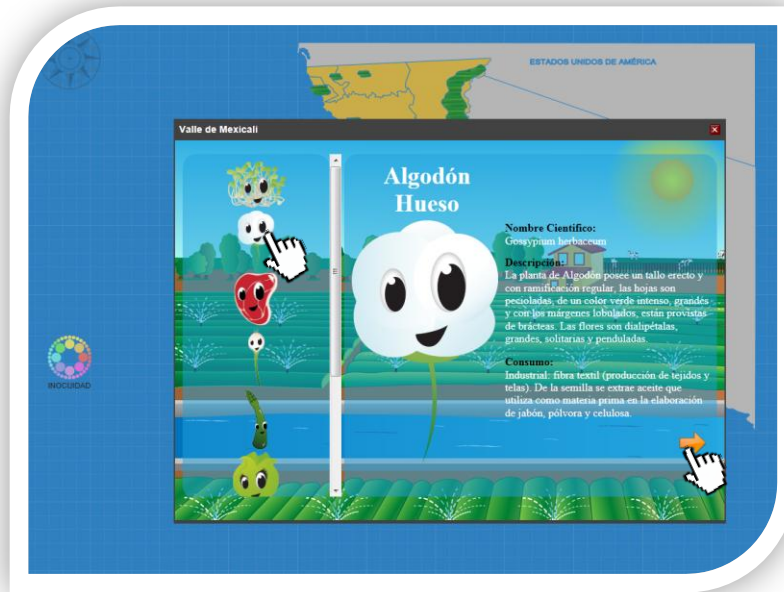 ESTADOS UNIDOS DE AMÉRICA
Valle de Mexicali
Algodón
Hueso
Nombre Cientifico:
Gossypium herbaceum
Descripción:
La planta de Algodón posee un tallo erecto y
con ramificación regular, las hojas son
pecioladas, de un color verde intenso, grandes
y con los márgenes lobulados, están provistas
de brácteas. Las flores son dialipétalas,
grandes, solitarias y penduladas.
Consumo:
Industrial: fibra textil (producción de tejidos y
telas). De la semilla se extrae aceite que
utiliza como materia prima en la elaboración
de jabón, pólvora y celulosa.
INOCUIDAD